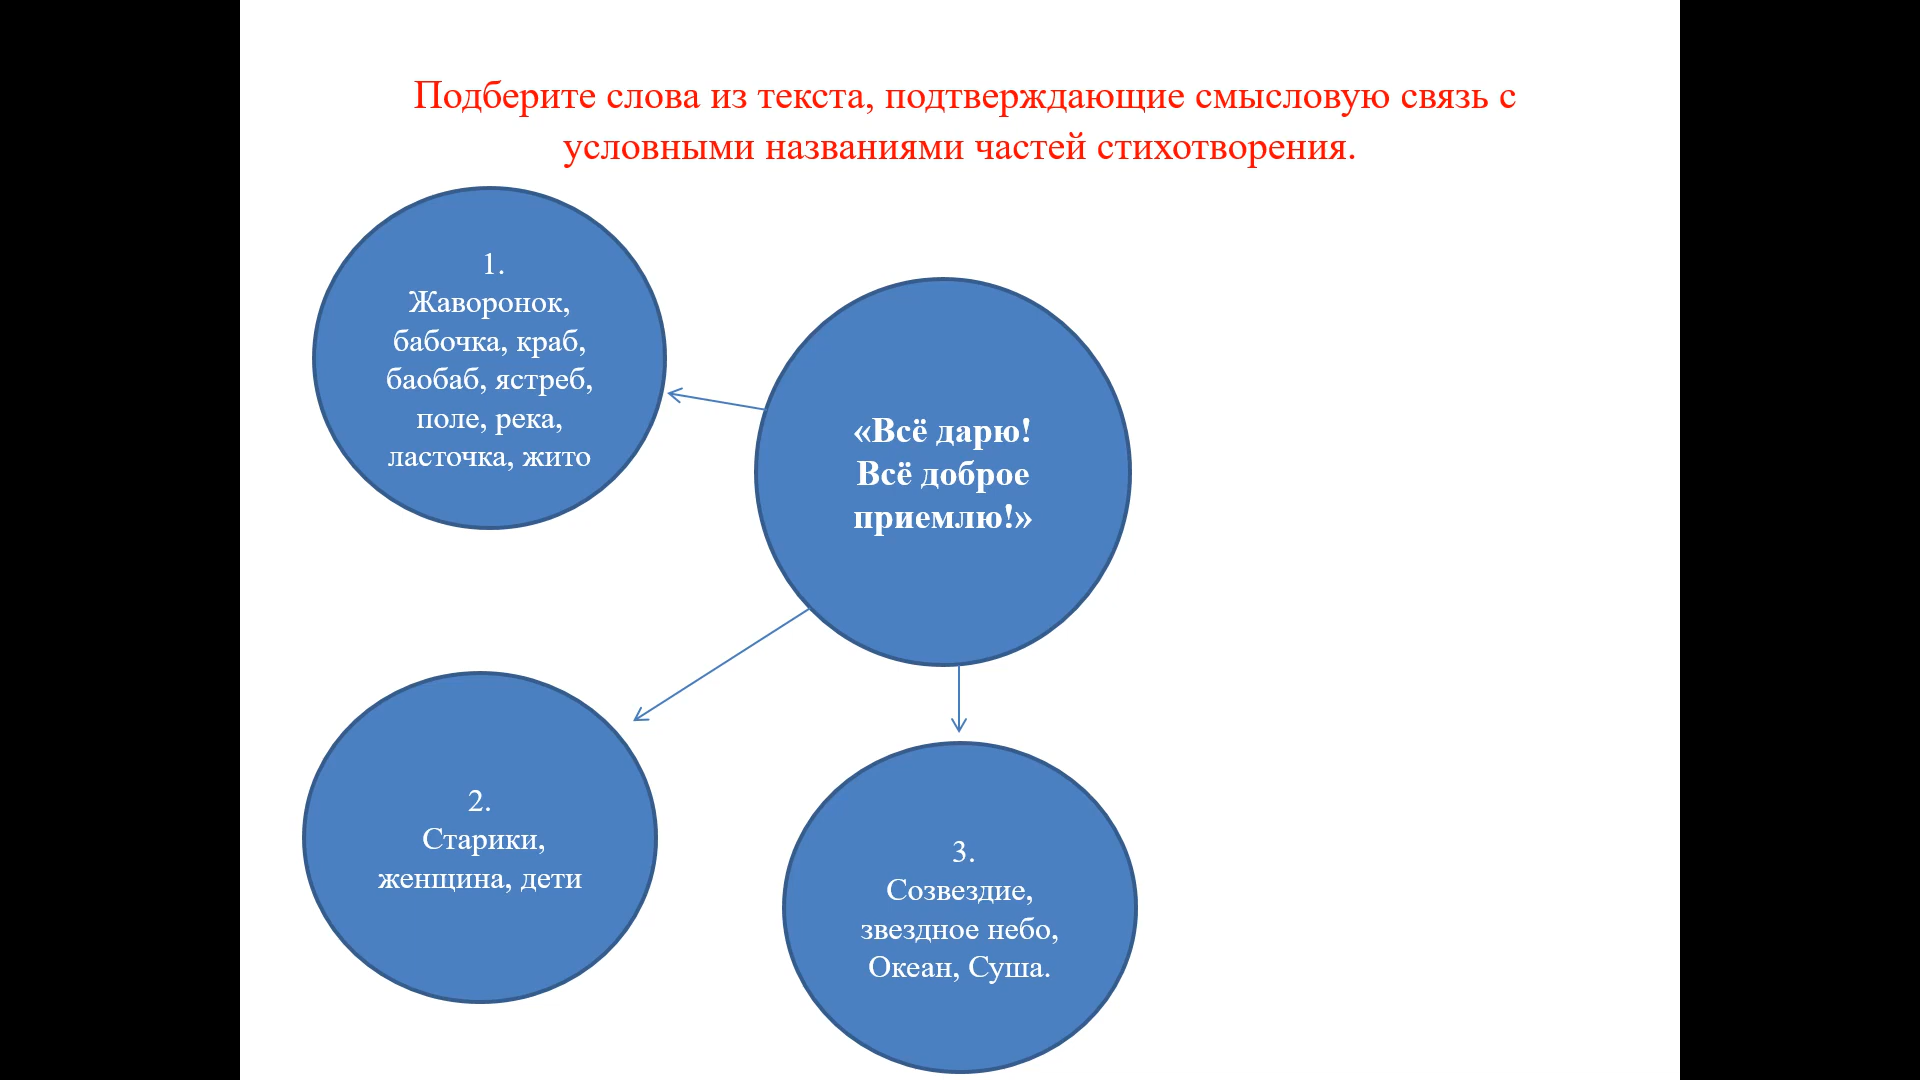 Подберите слова из текста, подтверждающие смысловую связь с
условными названиями частей стихотворения.
1.
Жаворонок,
бабочка, краб,
баобаб, ястреб,
поле, река,
ласточка, жито
«Всё дарю!
Всё доброе
приемлю!»
2.
Старики,
женщина, дети
3.
Созвездие,
звездное небо,
Океан, Суша.